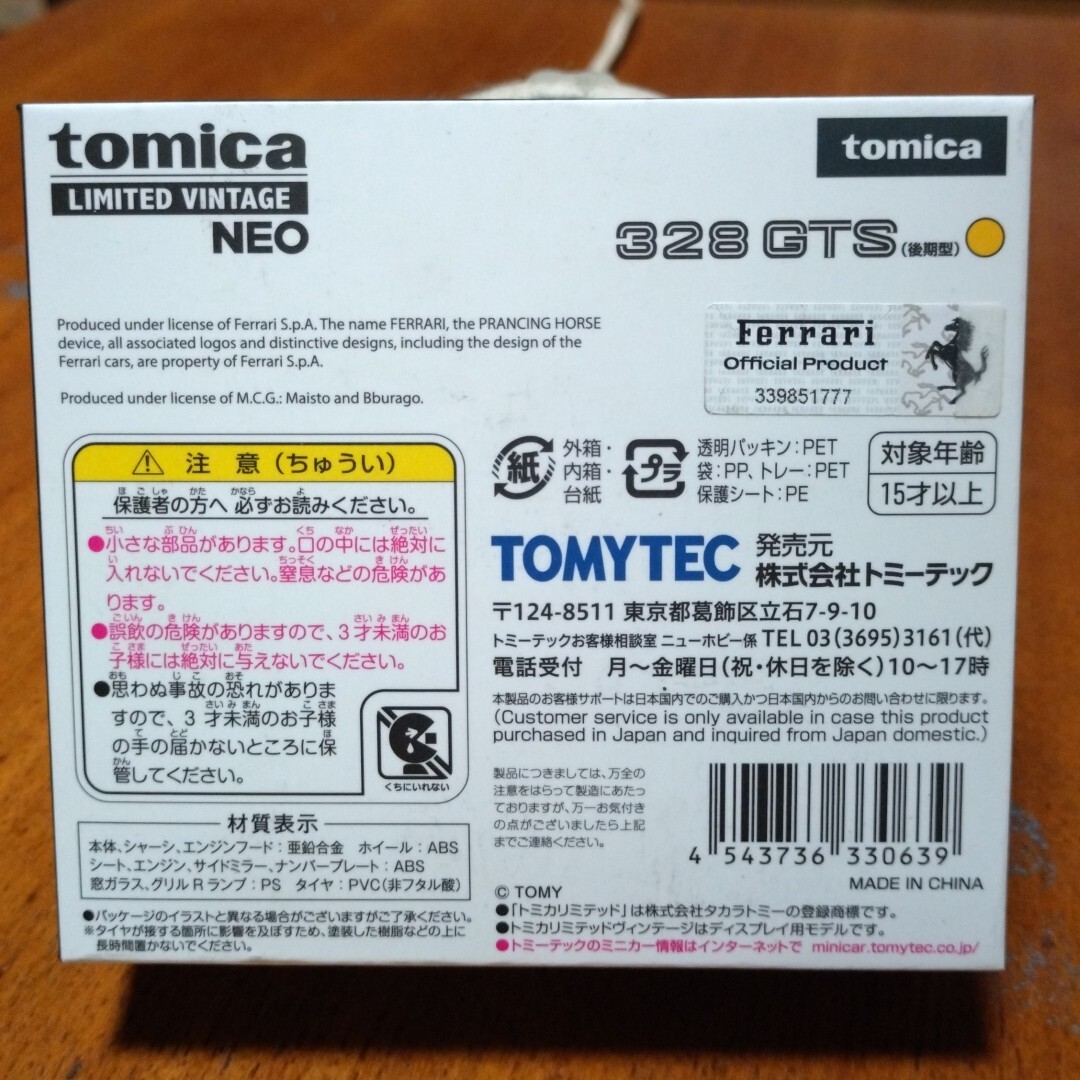 tomica
LIMITED VINTAGE
NEO
tomica
328 GTS (後期型)
Produced under license of Ferrari S.p.A. The name FERRARI, the PRANCING HORSE
device, all associated logos and distinctive designs, including the design of the
Ferrari cars, are property of Ferrari S.p.A.
Produced under license of M.C.G.: Maisto and Bburago.
Ferrari
Official Product
339851777
注 意(ちゅうい)
保護者の方へ 必ずお読みください。
●小さな部品があります。口の中には絶対に
入れないでください。窒息などの危険があ
ります。
●誤飲の危険がありますので、3才未満のお
子様には絶対に与えないでください。
●思わぬ事故の恐れがありま
すので、3 才未満のお子様
の手の届かないところに保
管してください。
くちにいれない
材質表示
本体、シャーシ、エンジンフード:亜鉛合金 ホイール:ABS
シート、エンジン、サイドミラー、ナンバープレート:ABS
窓ガラス、グリルRランプ:PS タイヤ:PVC(非フタル酸)
●パッケージのイラストと異なる場合がございますがご了承ください。
※タイヤが接する箇所に影響を及ぼすため、塗装した樹脂などの上に
長時間置かないでください。
紙
外箱・
内箱・
台紙
プラ
透明パッキン:PET
袋:PP、トレー:PET
保護シート:PE
対象年齢
15才以上
TOMYTEC
発売元
株式会社トミーテック
〒124-8511 東京都葛飾区立石7-9-10
トミーテックお客様相談室 ニューホビー係 TEL 03(3695)3161(代)
電話受付 月〜金曜日(祝・休日を除く)10〜17時
本製品のお客様サポートは日本国内でのご購入かつ日本国内からのお問い合わせに限ります。
(Customer service is only available in case this product
purchased in Japan and inquired from Japan domestic.)
製品につきましては、万全の
注意をはらって製造にあたっ
ておりますが、万一お気付き
の点がございましたら上記
までご連絡ください。
4 543736 330639
MADE IN CHINA
© TOMY
●「トミカリミテッド」は株式会社タカラトミーの登録商標です。
●トミカリミテッドヴィンテージはディスプレイ用モデルです。
●トミーテックのミニカー情報はインターネットで minicar.tomytec.co.jp/